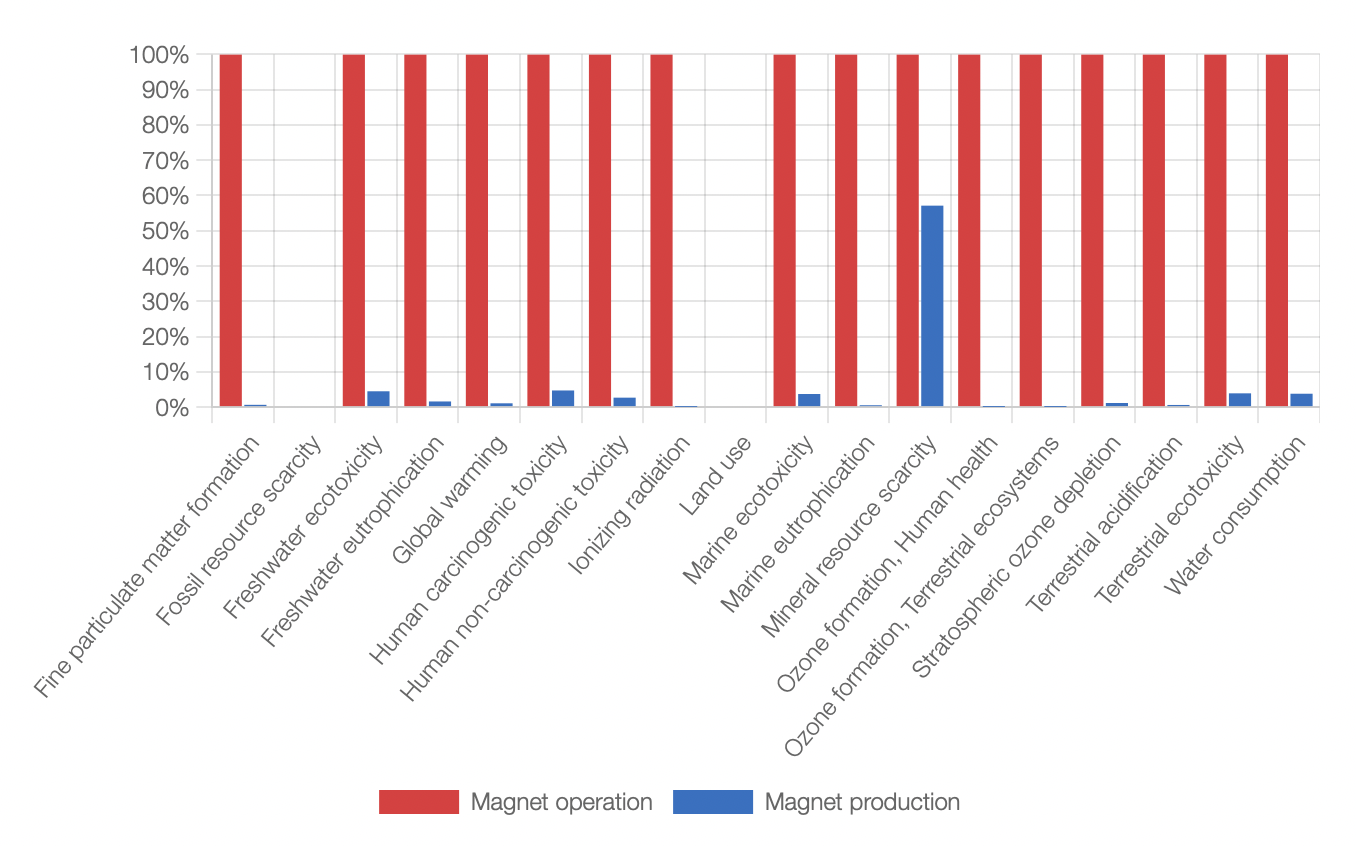 100%
90%
80%
70%
60%
50%
40%
30%
20%
10%
0%
Fine particulate matter formation
Fossil resource scarcity
Freshwater ecotoxicity
Freshwater eutrophication
Global warming
Human carcinogenic toxicity
Human non-carcinogenic toxicity
Ionizing radiation
Land use
Marine ecotoxicity
Marine eutrophication
Mineral resource scarcity
Ozone formation, Human health
Ozone formation, Terrestrial ecosystems
Stratospheric ozone depletion
Terrestrial acidification
Terrestrial ecotoxicity
Water consumption
Magnet operation
Magnet production